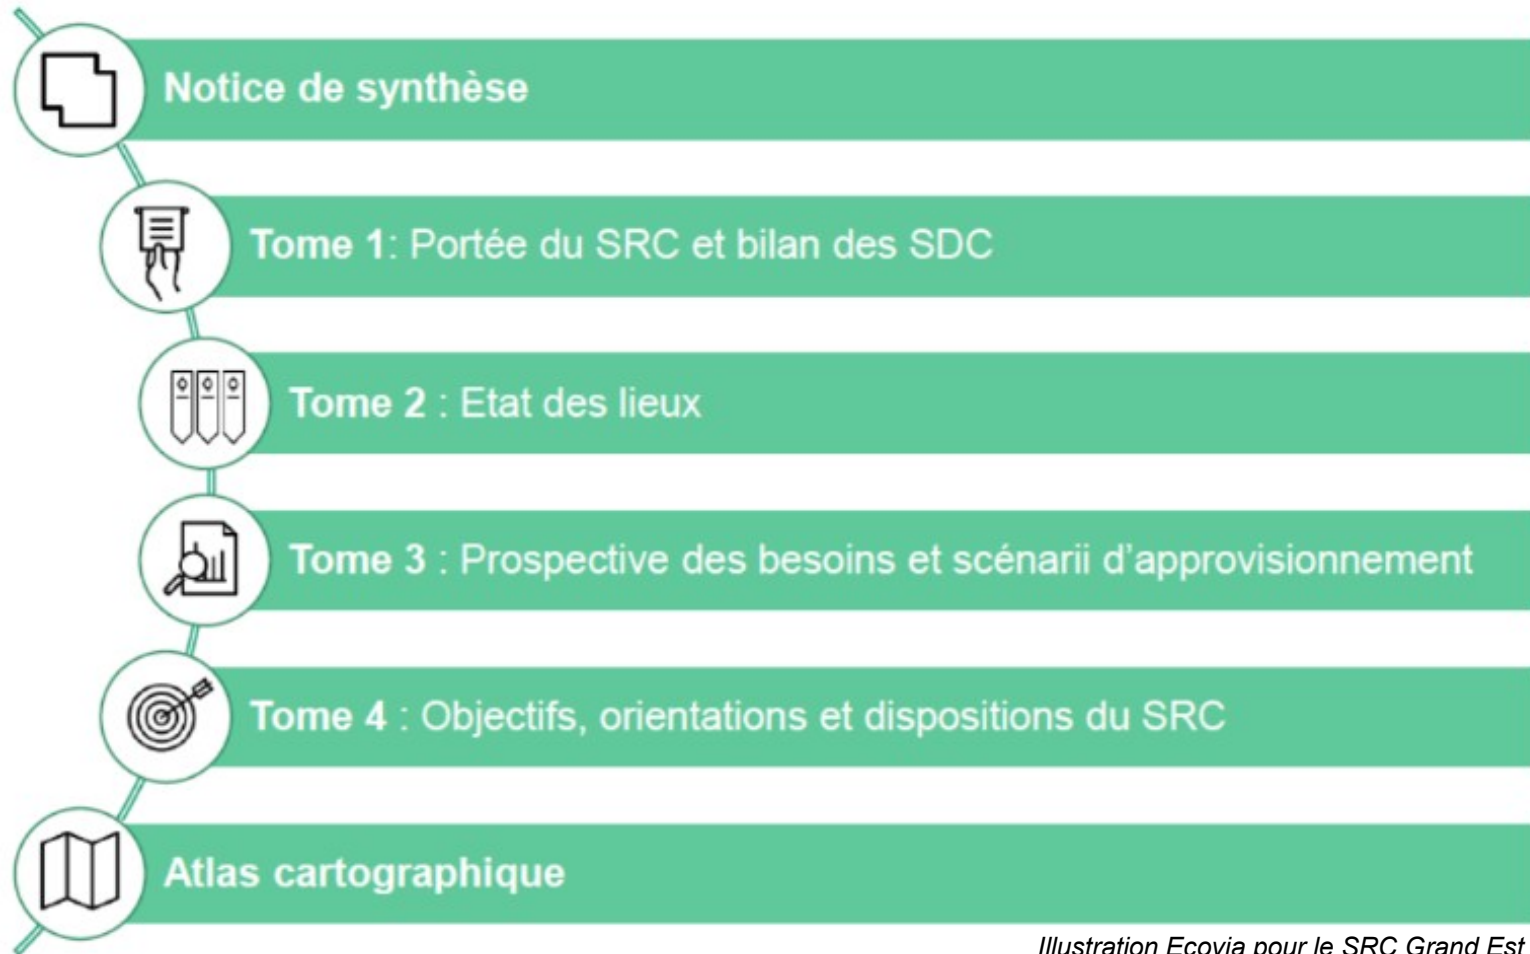 Notice de synthèse
Tome 1: Portée du SRC et bilan des SDC
Tome 2 : Etat des lieux
Tome 3 : Prospective des besoins et scénarii d'approvisionnement
Tome 4 : Objectifs, orientations et dispositions du SRC
Atlas cartographique
Illustration Ecovia pour le SRC Grand Est